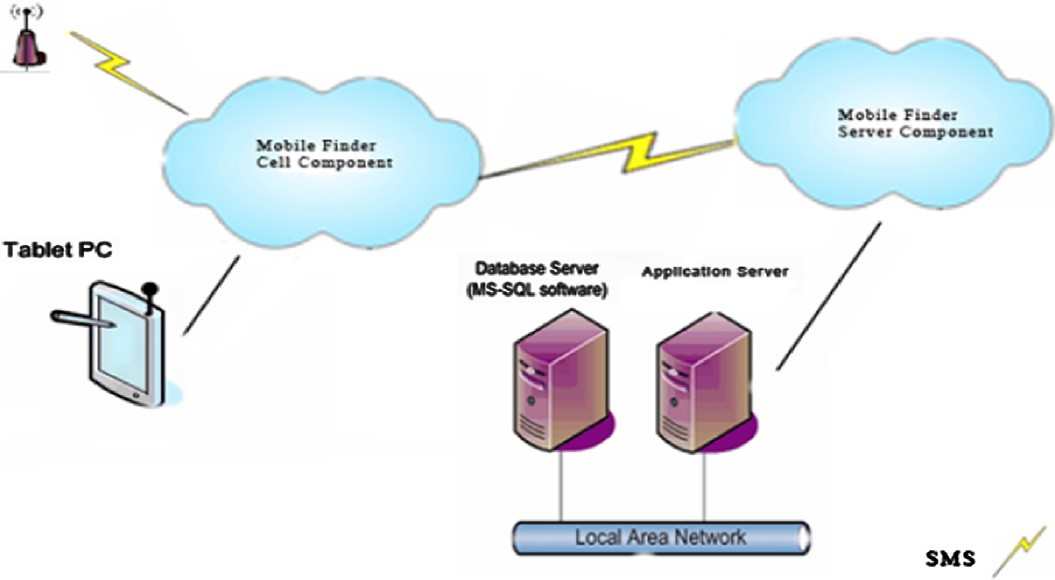 Mobile Finder
Cell Component
Mobile Finder
Server Component
Tablet PC
Database Server
(MS-SQL software)
Application Server
Local Area Network
SMS